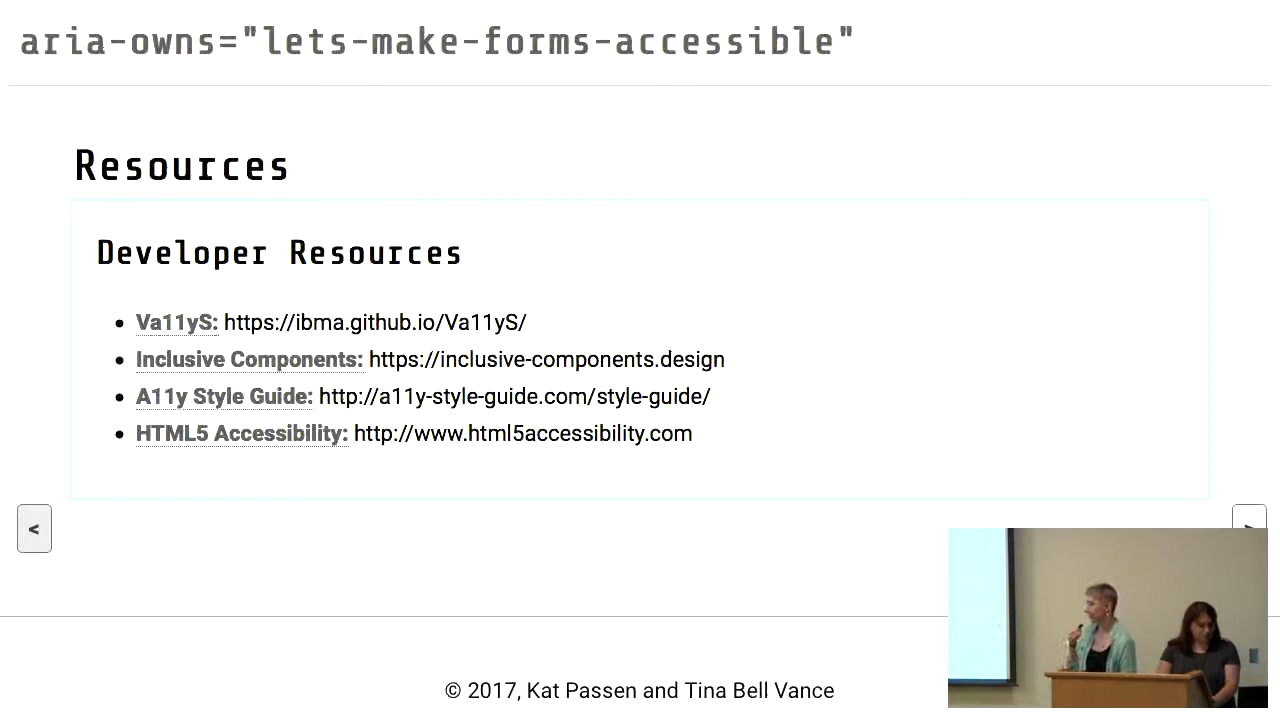 aria-owns="lets-make-forms-accessible"
Resources
Developer Resources
Va11yS: https://ibma.github.io/Va11yS/
Inclusive Components: https://inclusive-components.design
A11y Style Guide: http://a11y-style-guide.com/style-guide/
HTML5 Accessibility: http://www.html5accessibility.com
<
>
© 2017, Kat Passen and Tina Bell Vance